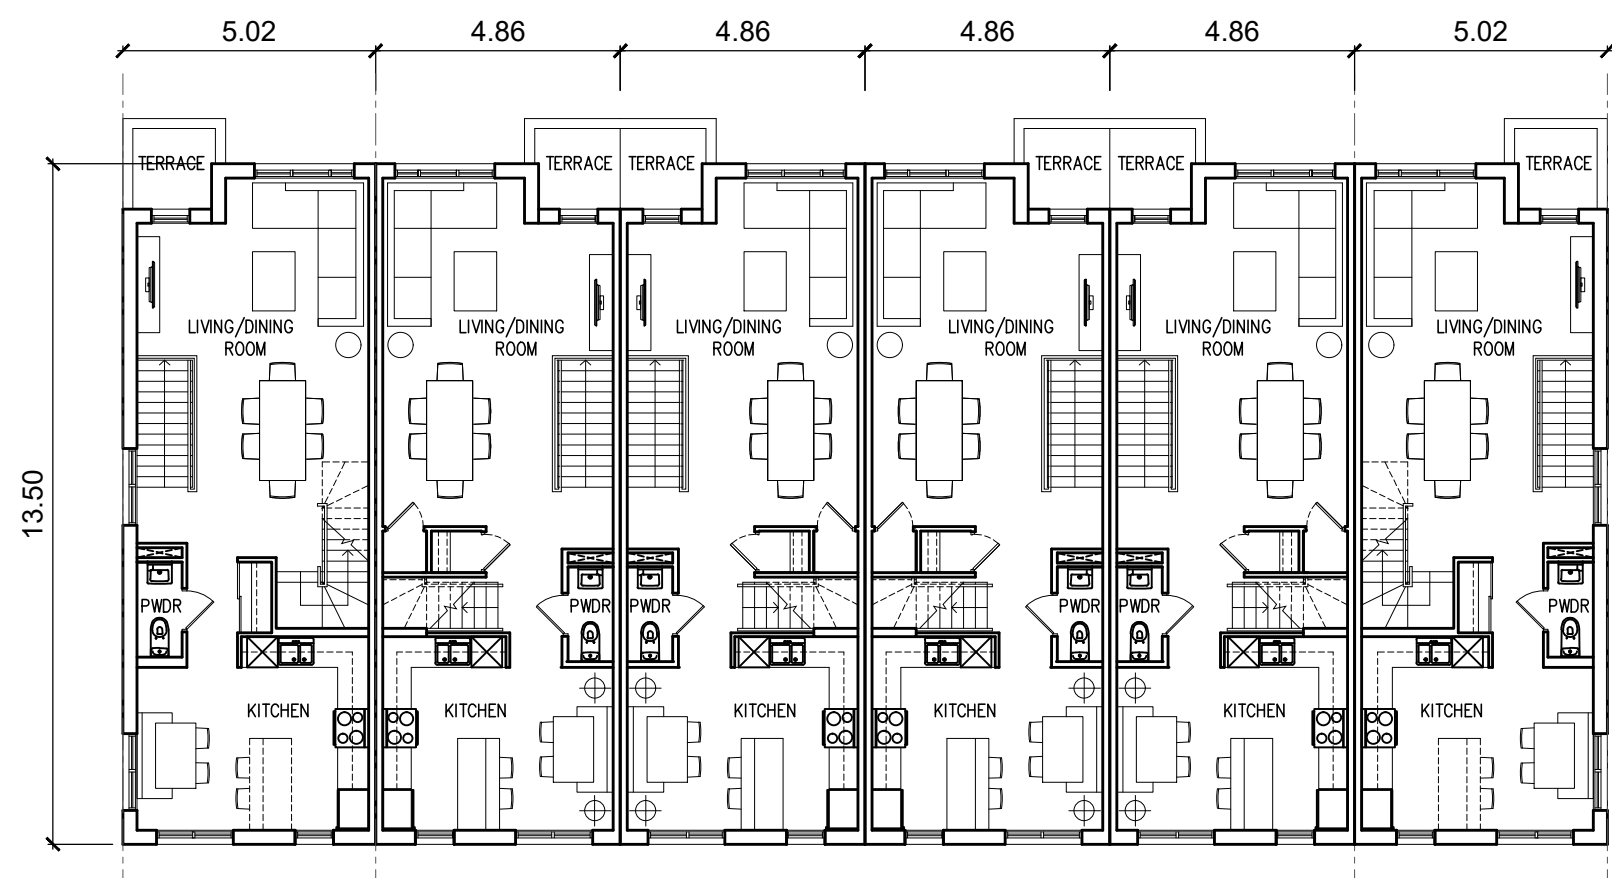 5.02
4.86
4.86
4.86
4.86
5.02
TERRACE
TERRACE
TERRACE
TERRACE
TERRACE
TERRACE
LIVING/DINING
ROOM
LIVING/DINING
ROOM
LIVING/DINING
ROOM
LIVING/DINING
ROOM
LIVING/DINING
ROOM
LIVING/DINING
ROOM
13.50
PWDR
PWDR
PWDR
PWDR
PWDR
PWDR
KITCHEN
KITCHEN
KITCHEN
KITCHEN
KITCHEN
KITCHEN